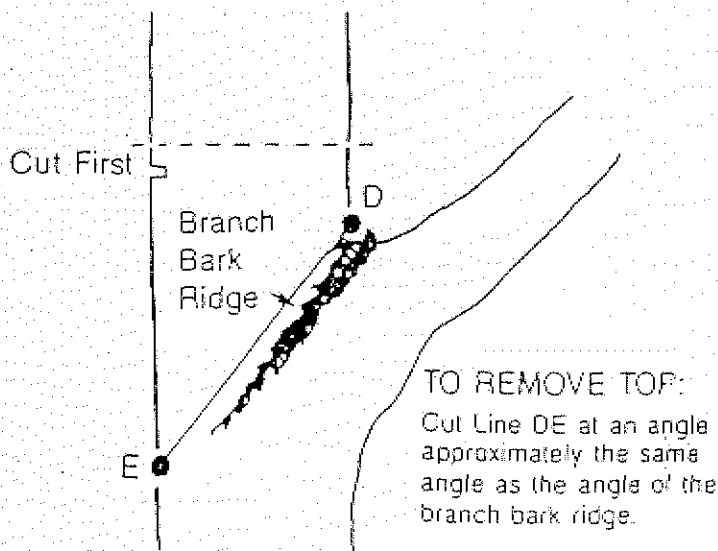 Cut First
D
Branch
Bark
Ridge
E
TO REMOVE TOP:
Cut Line DE at an angle
approximately the same
angle as the angle of the
branch bark ridge.